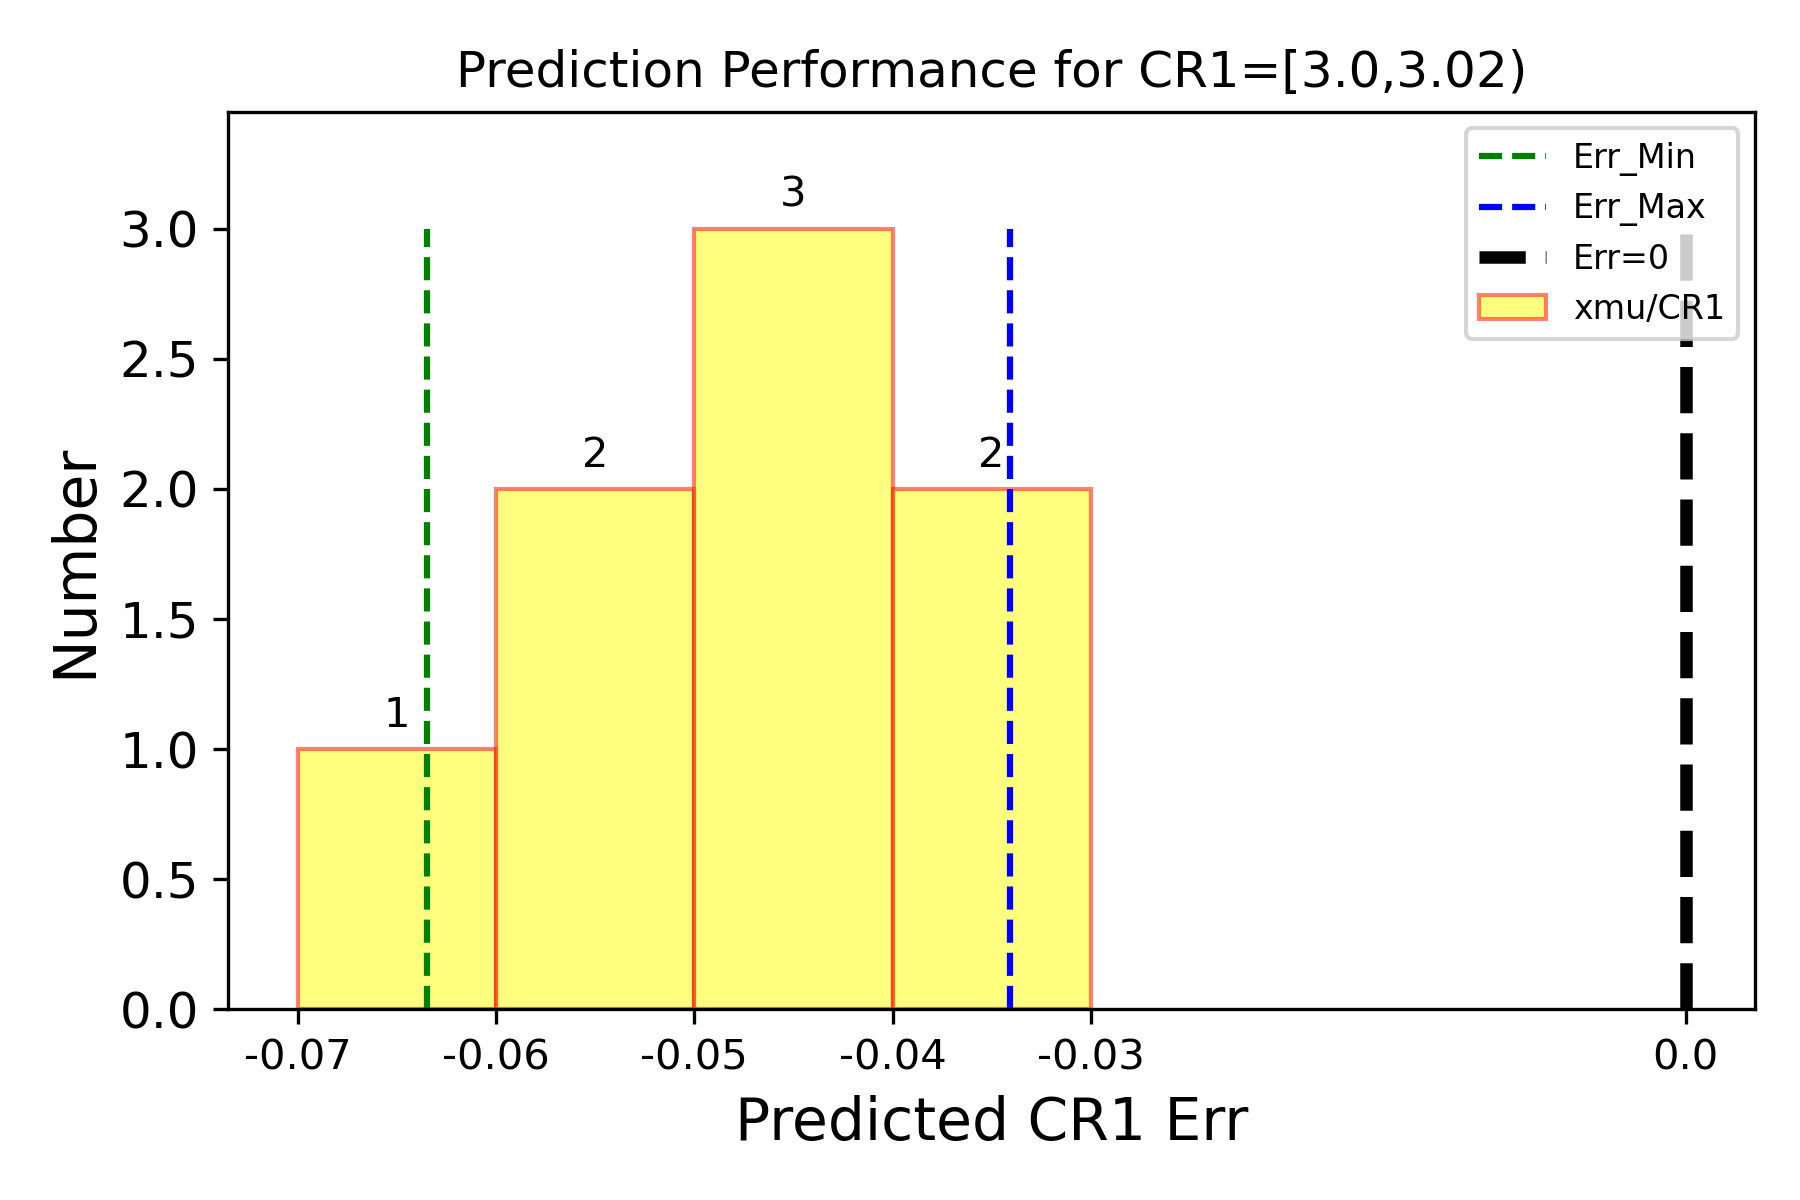 Prediction Performance for CR1=[3.0,3.02)
Err_Min
Err_Max
Err=0
xmu/CR1
3
2
2
1
3.0
2.5
2.0
1.5
1.0
0.5
0.0
Number
-0.07 -0.06 -0.05 -0.04 -0.03 0.0
Predicted CR1 Err